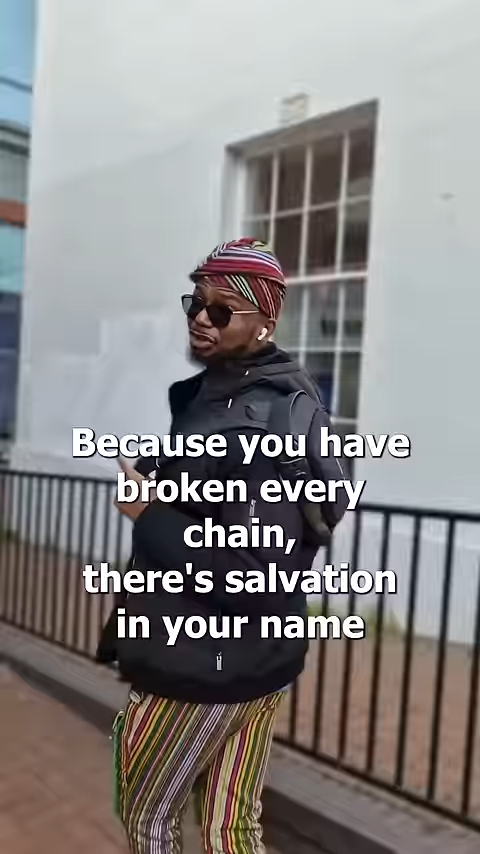 Because you have
broken every
chain,
there's salvation
in your name